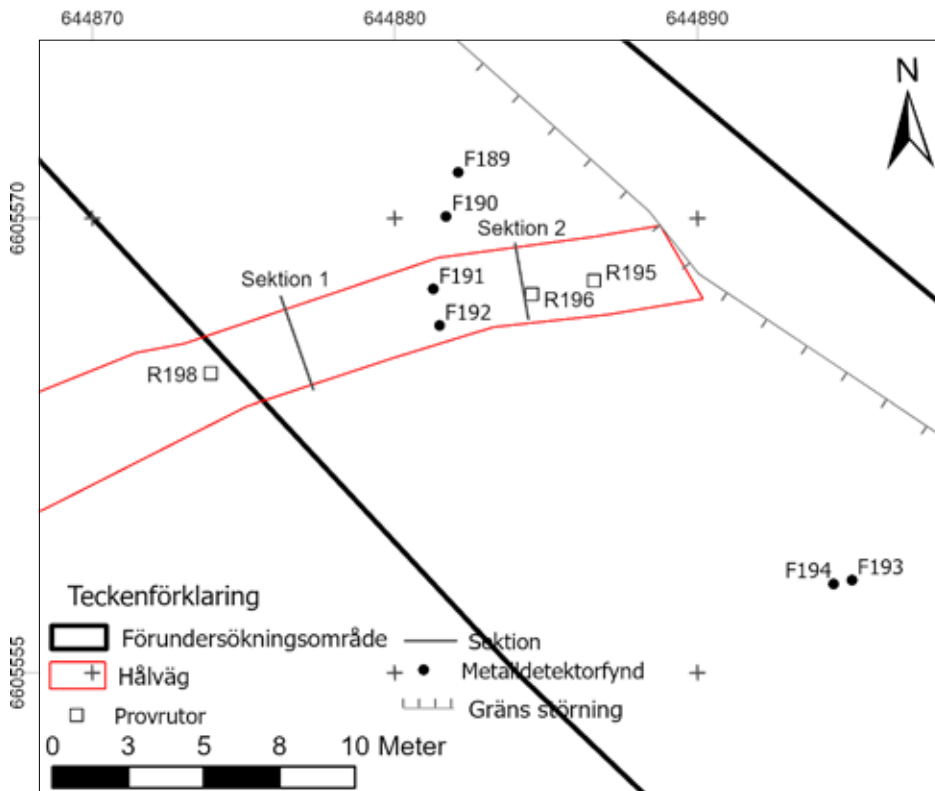 644870 644880 644890
N
F189
F190
6605570
Sektion 2
Sektion 1
F191
R195
R196
F192
R198
F194 F193
6605555
Teckenförklaring
Förundersökningsområde
Hålväg
Provrutor
Sektion
Metalldetektorfynd
Gräns störning
0 3 5 8 10 Meter